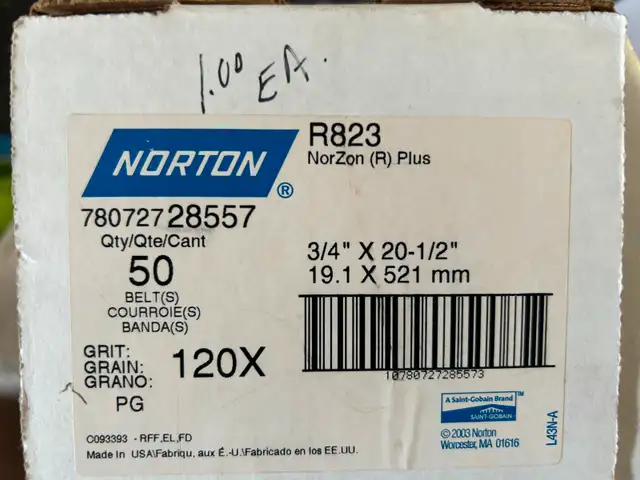 1.00 EA.
NORTON ®
R823
NorZon (R) Plus
78072728557
Qty/Qte/Cant
50
BELT(S)
COURROIE(S)
BANDA(S)
3/4" X 20-1/2"
19.1 X 521 mm
10780727285573
GRIT:
GRAIN:
GRANO:
120X
PG
A Saint-Gobain Brand™
SAINT-GOBAIN
© 2003 Norton
Worcester, MA 01616
L43N-A
C093393 - RFF,EL,FD
Made In USA\Fabriqu, aux É.-U.\Fabricado en los EE.UU.